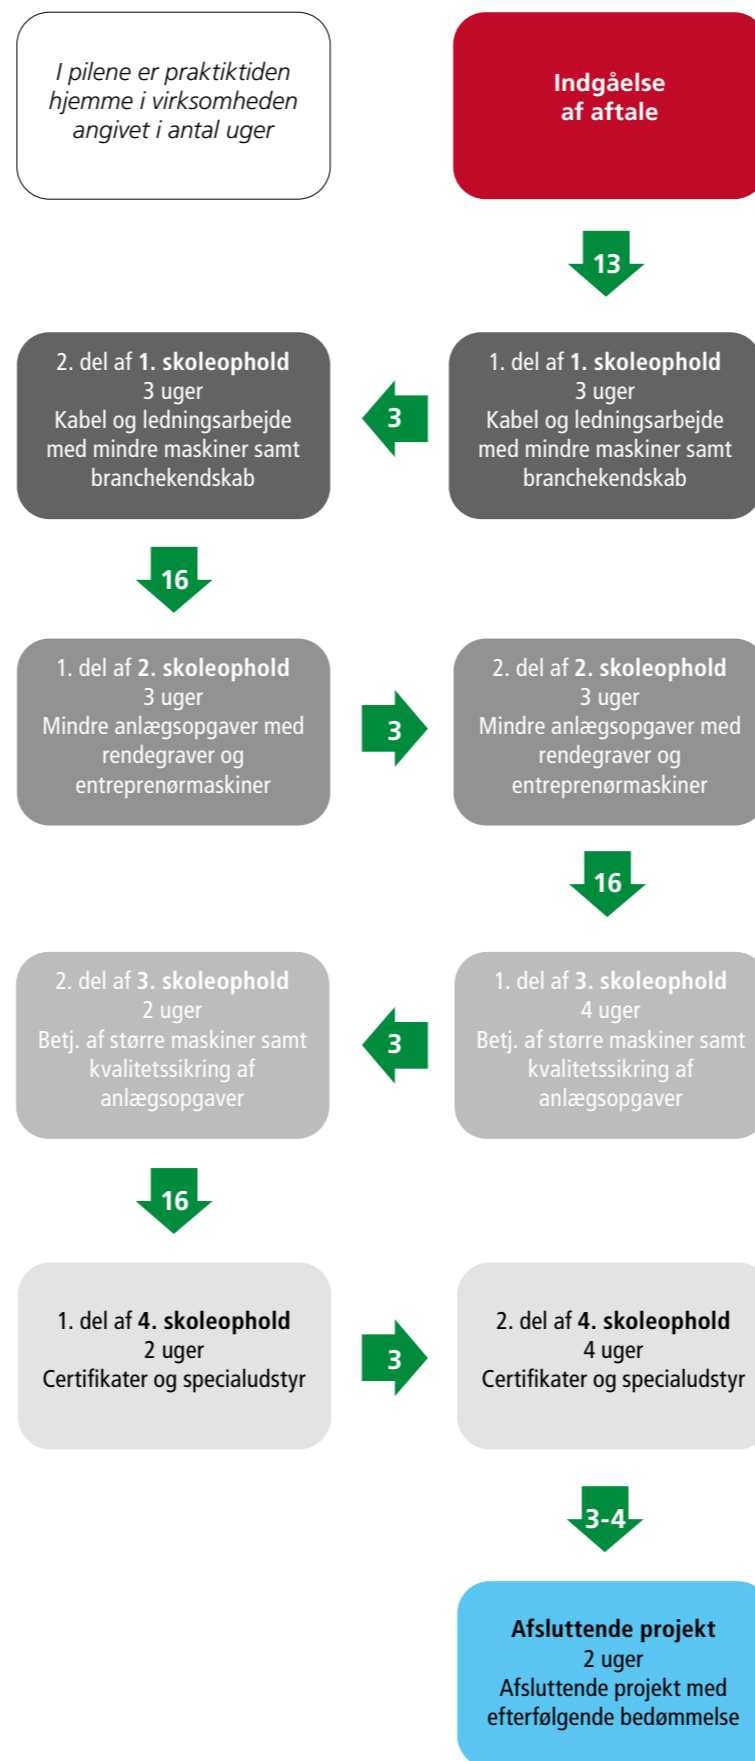 I pilene er praktiktiden
hjemme i virksomheden
angivet i antal uger
Indgåelse
af aftale
13
1. del af 1. skoleophold
3 uger
Kabel og ledningsarbejde
med mindre maskiner samt
branchekendskab
3
2. del af 1. skoleophold
3 uger
Kabel og ledningsarbejde
med mindre maskiner samt
branchekendskab
16
1. del af 2. skoleophold
3 uger
Mindre anlægsopgaver med
rendegraver og
entreprenørmaskiner
3
2. del af 2. skoleophold
3 uger
Mindre anlægsopgaver med
rendegraver og
entreprenørmaskiner
16
1. del af 3. skoleophold
4 uger
Betj. af større maskiner samt
kvalitetssikring af
anlægsopgaver
3
2. del af 3. skoleophold
2 uger
Betj. af større maskiner samt
kvalitetssikring af
anlægsopgaver
16
1. del af 4. skoleophold
2 uger
Certifikater og specialudstyr
3
2. del af 4. skoleophold
4 uger
Certifikater og specialudstyr
3-4
Afsluttende projekt
2 uger
Afsluttende projekt med
efterfølgende bedømmelse